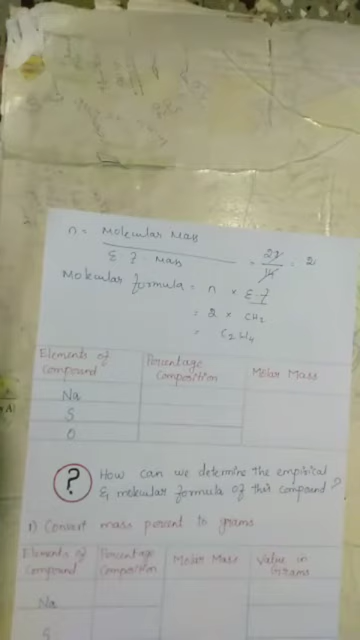 n = Molecular Mass
E F Mass
= 28/14 = 2
Molecular formula = n × E.F
= 2 × CH2
= C2H4
Elements of Compound Percentage Composition Molar Mass
Na
S
O
? How can we determine the empirical
& molecular formula of this compound?
1) Convert mass percent to grams
Elements of Compound Percentage Composition Molar Mass Value in Grams
Na
S